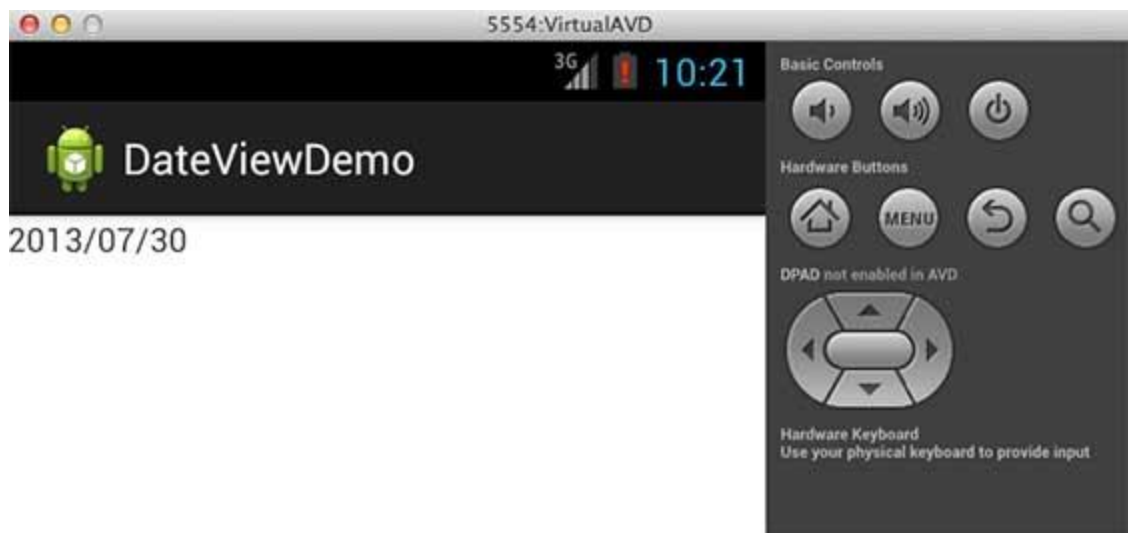 5554:VirtualAVD
3G 10:21
DateViewDemo
2013/07/30
Basic Controls
Hardware Buttons
MENU
DPAD not enabled in AVD
Hardware Keyboard
Use your physical keyboard to provide input